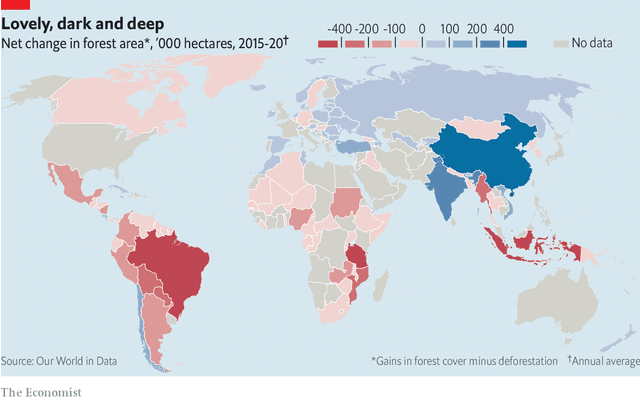 Lovely, dark and deep
Net change in forest area*, '000 hectares, 2015-20†
-400 -200 -100 0 100 200 400
No data
Source: Our World in Data
*Gains in forest cover minus deforestation †Annual average
The Economist